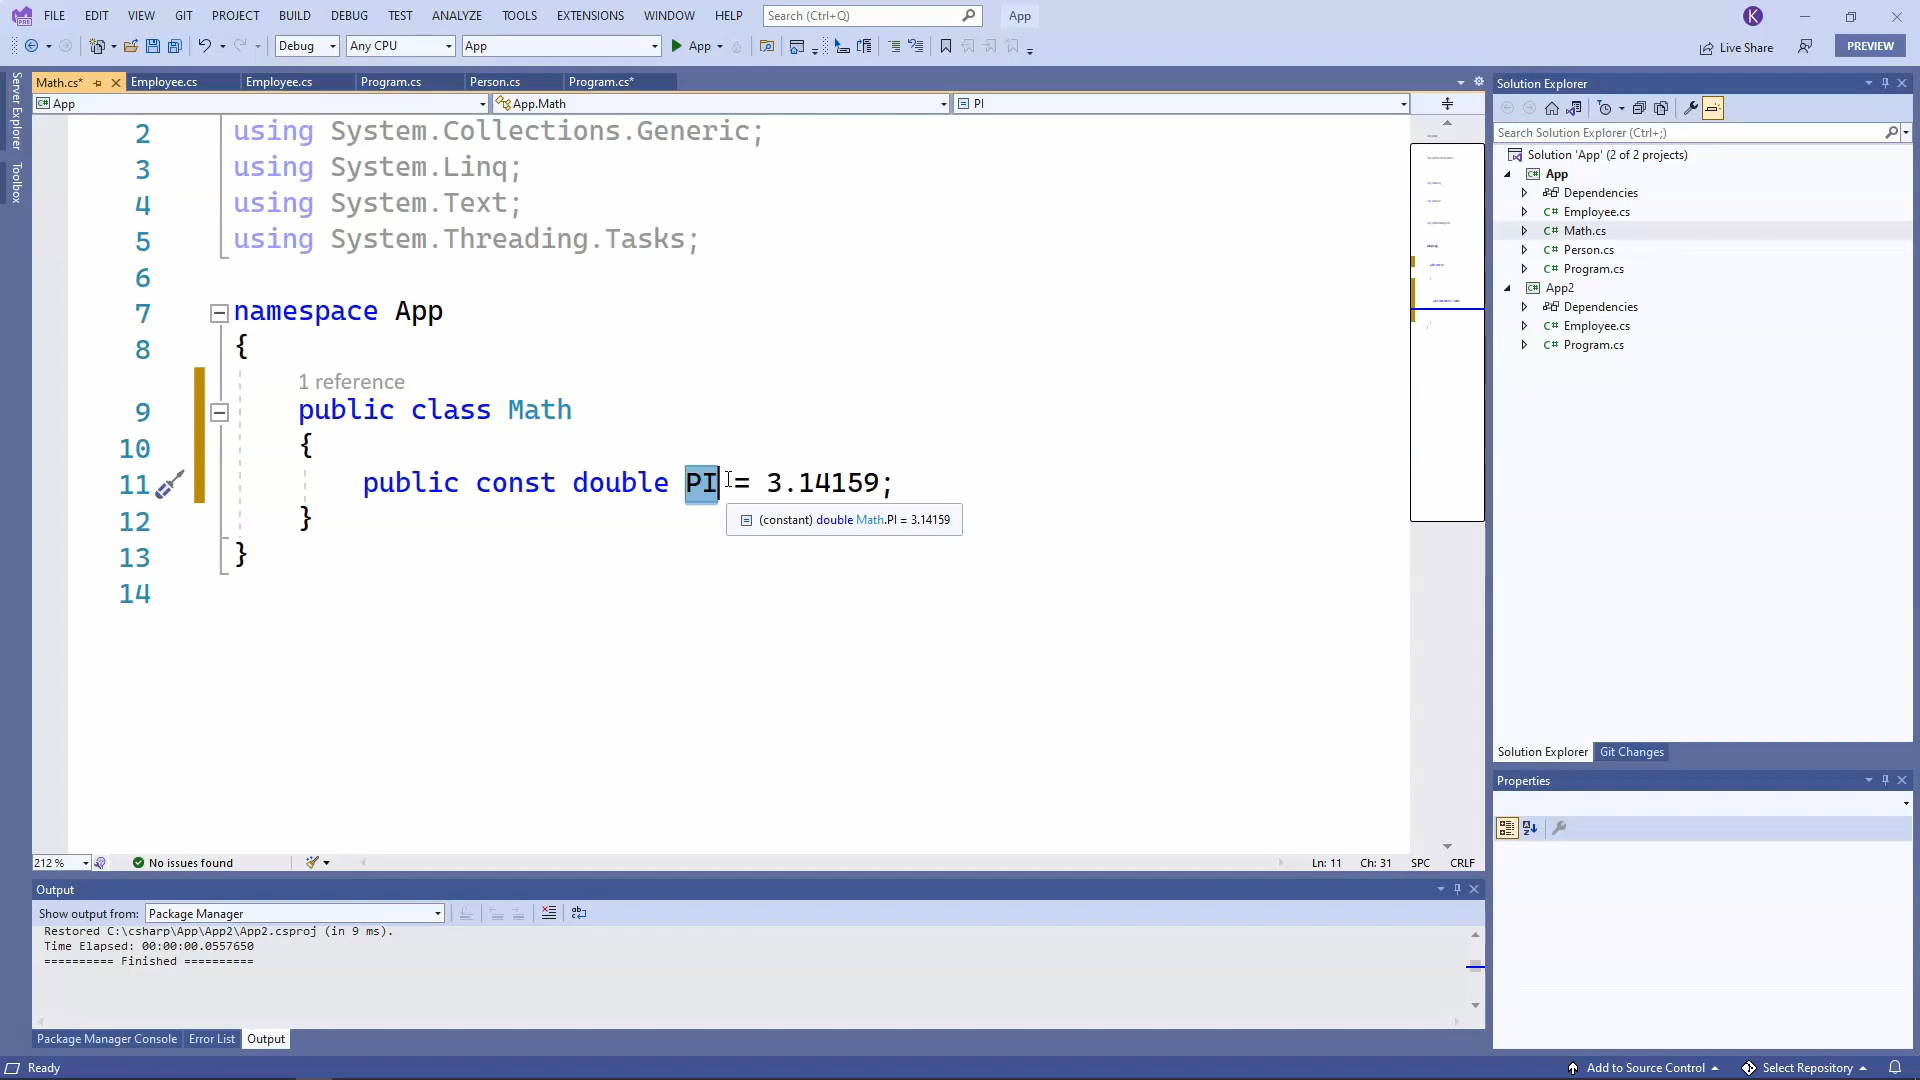 FILE EDIT VIEW GIT PROJECT BUILD DEBUG TEST ANALYZE TOOLS EXTENSIONS WINDOW HELP Search (Ctrl+Q) App K
Debug Any CPU App App Live Share PREVIEW
Server Explorer
Toolbox
Math.cs* Employee.cs Employee.cs Program.cs Person.cs Program.cs*
App App.Math PI
2 using System.Collections.Generic;
3 using System.Linq;
4 using System.Text;
5 using System.Threading.Tasks;
6
7 namespace App
8 {
1 reference
9 public class Math
10 {
11 public const double PI = 3.14159;
(constant) double Math.PI = 3.14159
12 }
13 }
14
212 % No issues found Ln: 11 Ch: 31 SPC CRLF
Output
Show output from: Package Manager
Restored C:\csharp\App\App2\App2.csproj (in 9 ms).
Time Elapsed: 00:00:00.0557650
========== Finished ==========
Package Manager Console Error List Output
Solution Explorer
Search Solution Explorer (Ctrl+;)
Solution 'App' (2 of 2 projects)
C# App
Dependencies
C# Employee.cs
C# Math.cs
C# Person.cs
C# Program.cs
C# App2
Dependencies
C# Employee.cs
C# Program.cs
Solution Explorer Git Changes
Properties
Ready Add to Source Control Select Repository